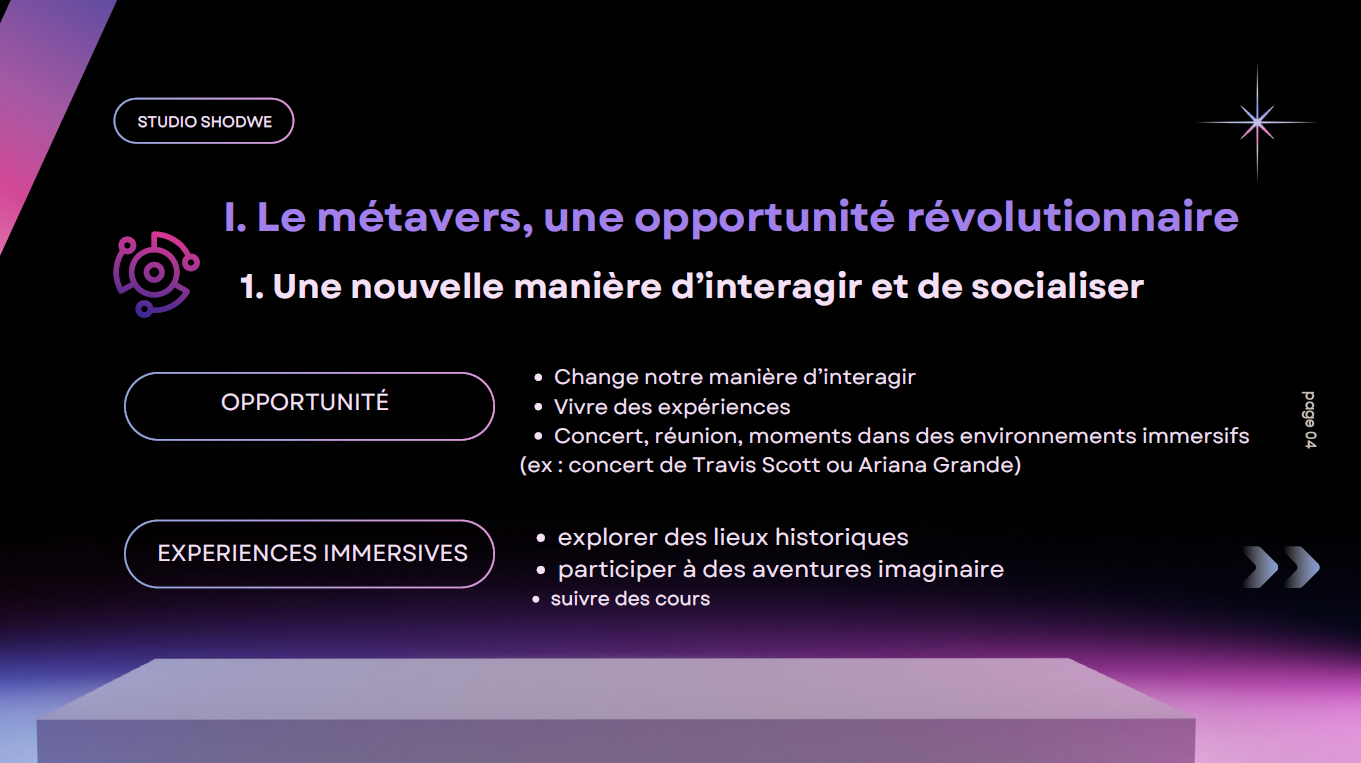 STUDIO SHODWE
I. Le métavers, une opportunité révolutionnaire
1. Une nouvelle manière d’interagir et de socialiser
OPPORTUNITÉ
• Change notre manière d’interagir
• Vivre des expériences
• Concert, réunion, moments dans des environnements immersifs
(ex : concert de Travis Scott ou Ariana Grande)
page 04
EXPERIENCES IMMERSIVES
• explorer des lieux historiques
• participer à des aventures imaginaire
• suivre des cours